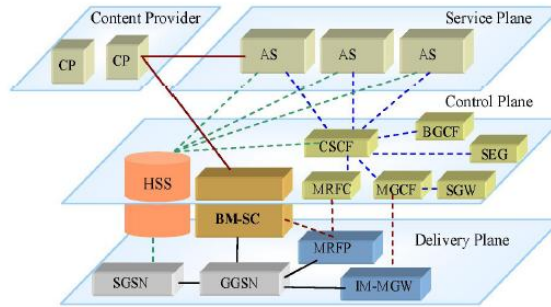 Content Provider
Service Plane
CP
CP
AS
AS
AS
Control Plane
CSCF
BGCF
SEG
HSS
MRFC
MGCF
SGW
BM-SC
MRFP
Delivery Plane
SGSN
GGSN
IM-MGW